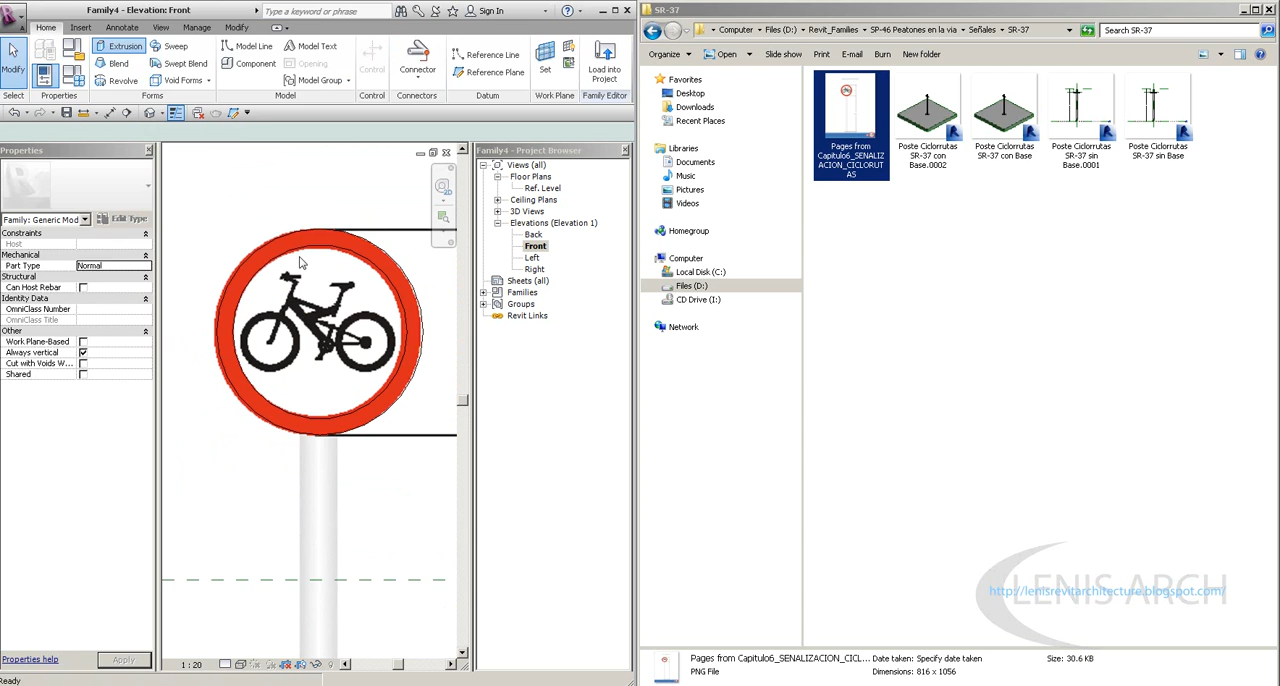 Family4 - Elevation: Front
Type a keyword or phrase
Sign In
Home Insert Annotate View Manage Modify
Modify
Extrusion Sweep
Blend Swept Blend
Revolve Void Forms
Model Line Model Text
Component Opening
Model Group
Control
Connector
Reference Line
Reference Plane
Set
Load into
Project
Select Properties Forms Model Control Connectors Datum Work Plane Family Editor
Properties
Family: Generic Mod Edit Type
Constraints
Host
Mechanical
Part Type Normal
Structural
Can Host Rebar
Identity Data
OmniClass Number
OmniClass Title
Other
Work Plane-Based
Always vertical
Cut with Voids W...
Shared
Properties help Apply
Ready
2D
1 : 20
Family4 - Project Browser
Views (all)
Floor Plans
Ref. Level
Ceiling Plans
3D Views
Elevations (Elevation 1)
Back
Front
Left
Right
Sheets (all)
Families
Groups
Revit Links
SR-37
Computer Files (D:) Revit_Families SP-46 Peatones en la via Señales SR-37
Search SR-37
Organize Open Slide show Print E-mail Burn New folder
Favorites
Desktop
Downloads
Recent Places
Libraries
Documents
Music
Pictures
Videos
Homegroup
Computer
Local Disk (C:)
Files (D:)
CD Drive (I:)
Network
Pages from
Capitulo6_SENALIZ
ACION_CICLORUT
AS
Poste Ciclorrutas
SR-37 con
Base.0002
Poste Ciclorrutas
SR-37 con Base
Poste Ciclorrutas
SR-37 sin
Base.0001
Poste Ciclorrutas
SR-37 sin Base
LENIS ARCH
http://lenisrevitarchitecture.blogspot.com/
Pages from Capitulo6_SENALIZACION_CICL... Date taken: Specify date taken Size: 30.6 KB
PNG File Dimensions: 816 x 1056